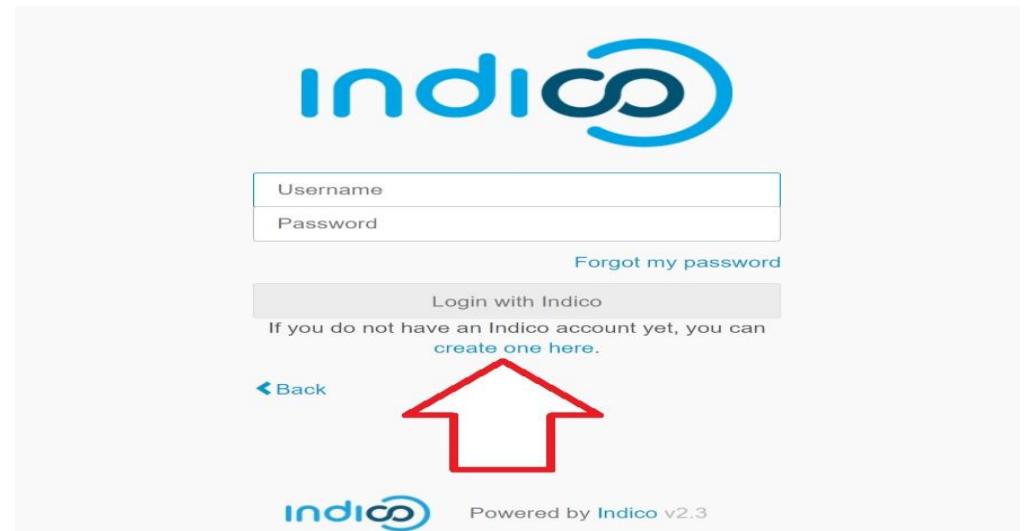 indico
Username
Password
Forgot my password
Login with Indico
If you do not have an Indico account yet, you can
create one here.
Back
indico Powered by Indico v2.3